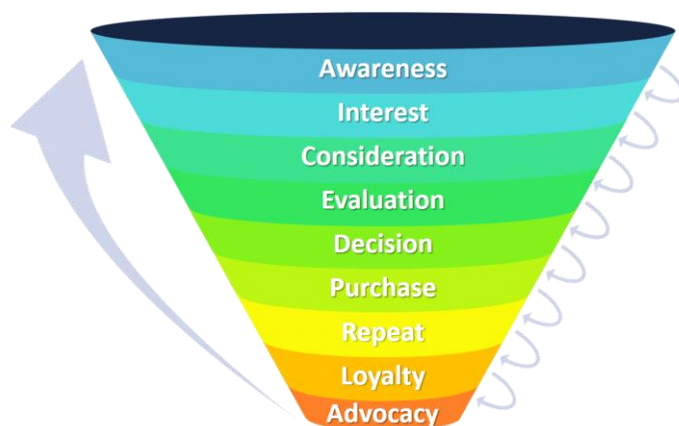 Awareness
Interest
Consideration
Evaluation
Decision
Purchase
Repeat
Loyalty
Advocacy